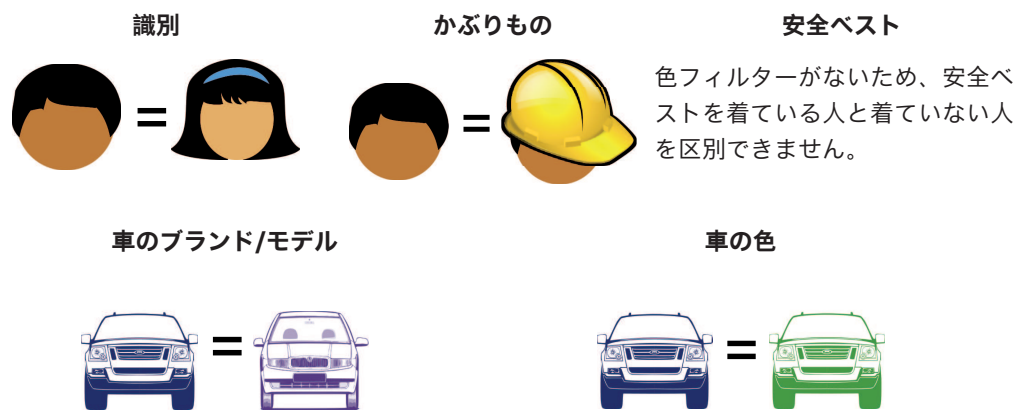 識別
かぶりもの
安全ベスト
色フィルターがないため、安全ベ
ストを着ている人と着ていない人
を区別できません。
車のブランド/モデル
車の色